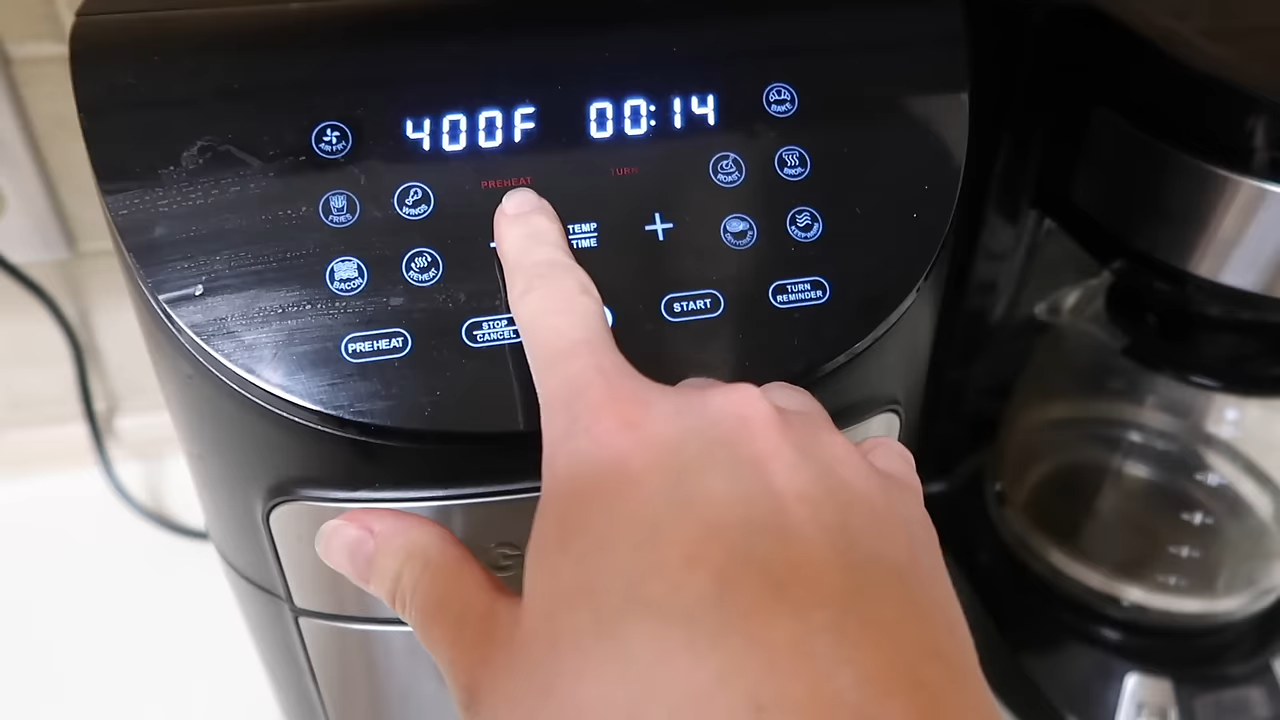 400F 00:14
BAKE
AIR FRY
PREHEAT TURN
ROAST BROIL
FRIES WINGS
TEMP
TIME
DEHYDRATE KEEP WARM
BACON REHEAT
START
TURN
REMINDER
STOP
CANCEL
PREHEAT